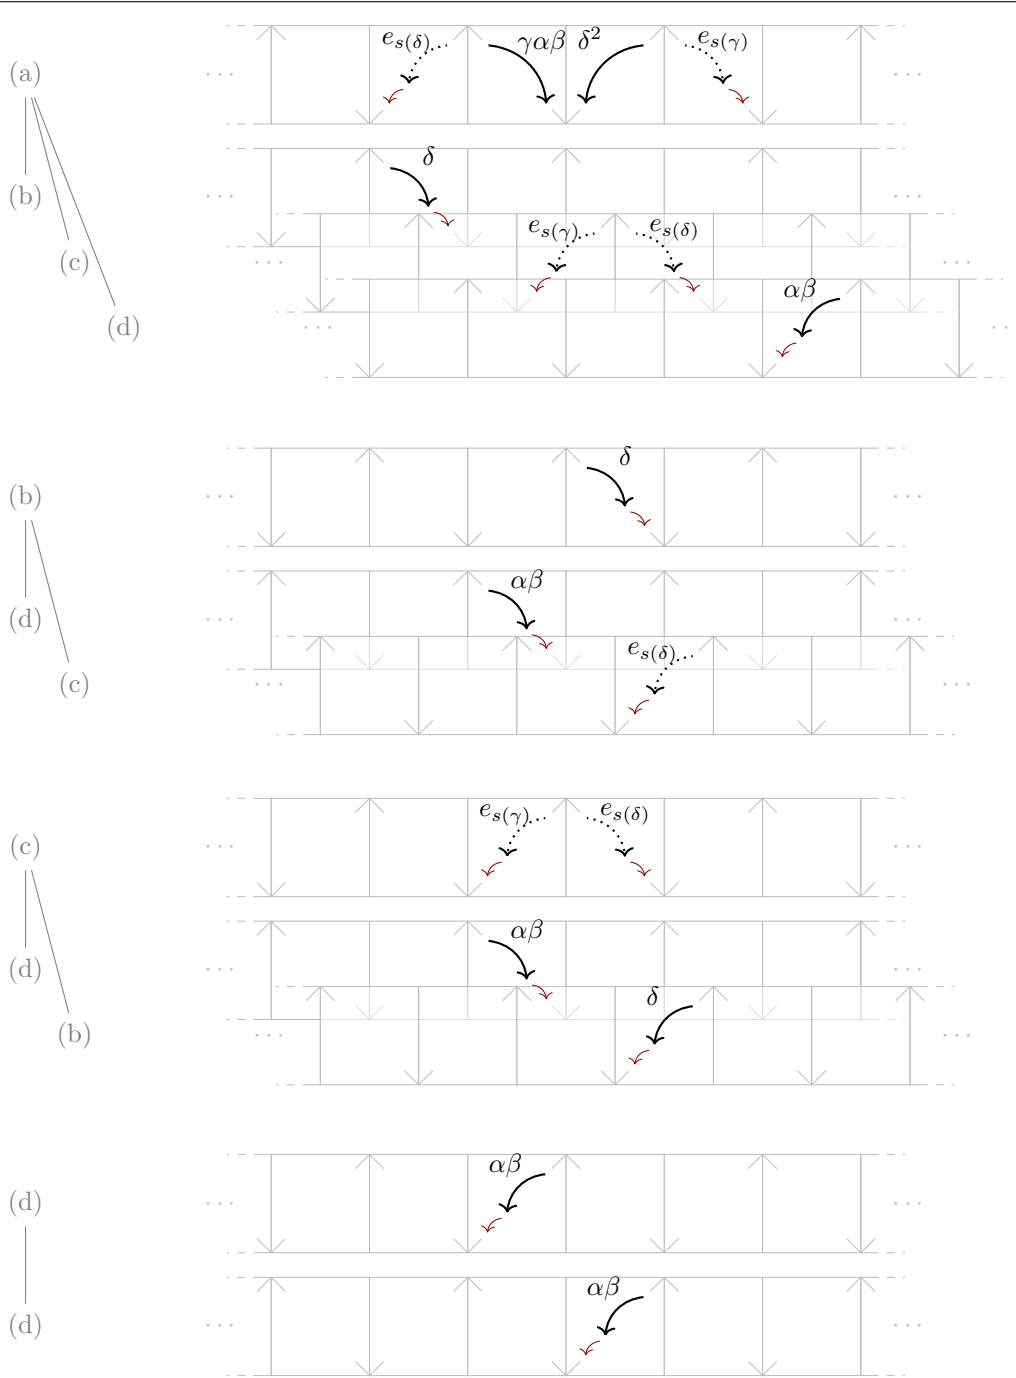 e_{s(δ)} γαβ δ² e_{s(γ)}
(a) ··· ···
δ
(b) ··· ···
e_{s(γ)} e_{s(δ)}
(c) ··· ···
αβ
(d) ··· ··
δ
(b) ··· ···
αβ
(d) ··· ···
e_{s(δ)}
(c) ··· ···
e_{s(γ)} e_{s(δ)}
(c) ··· ···
αβ
(d) ··· ···
δ
(b) ··· ···
αβ
(d) ··· ···
αβ
(d) ··· ···